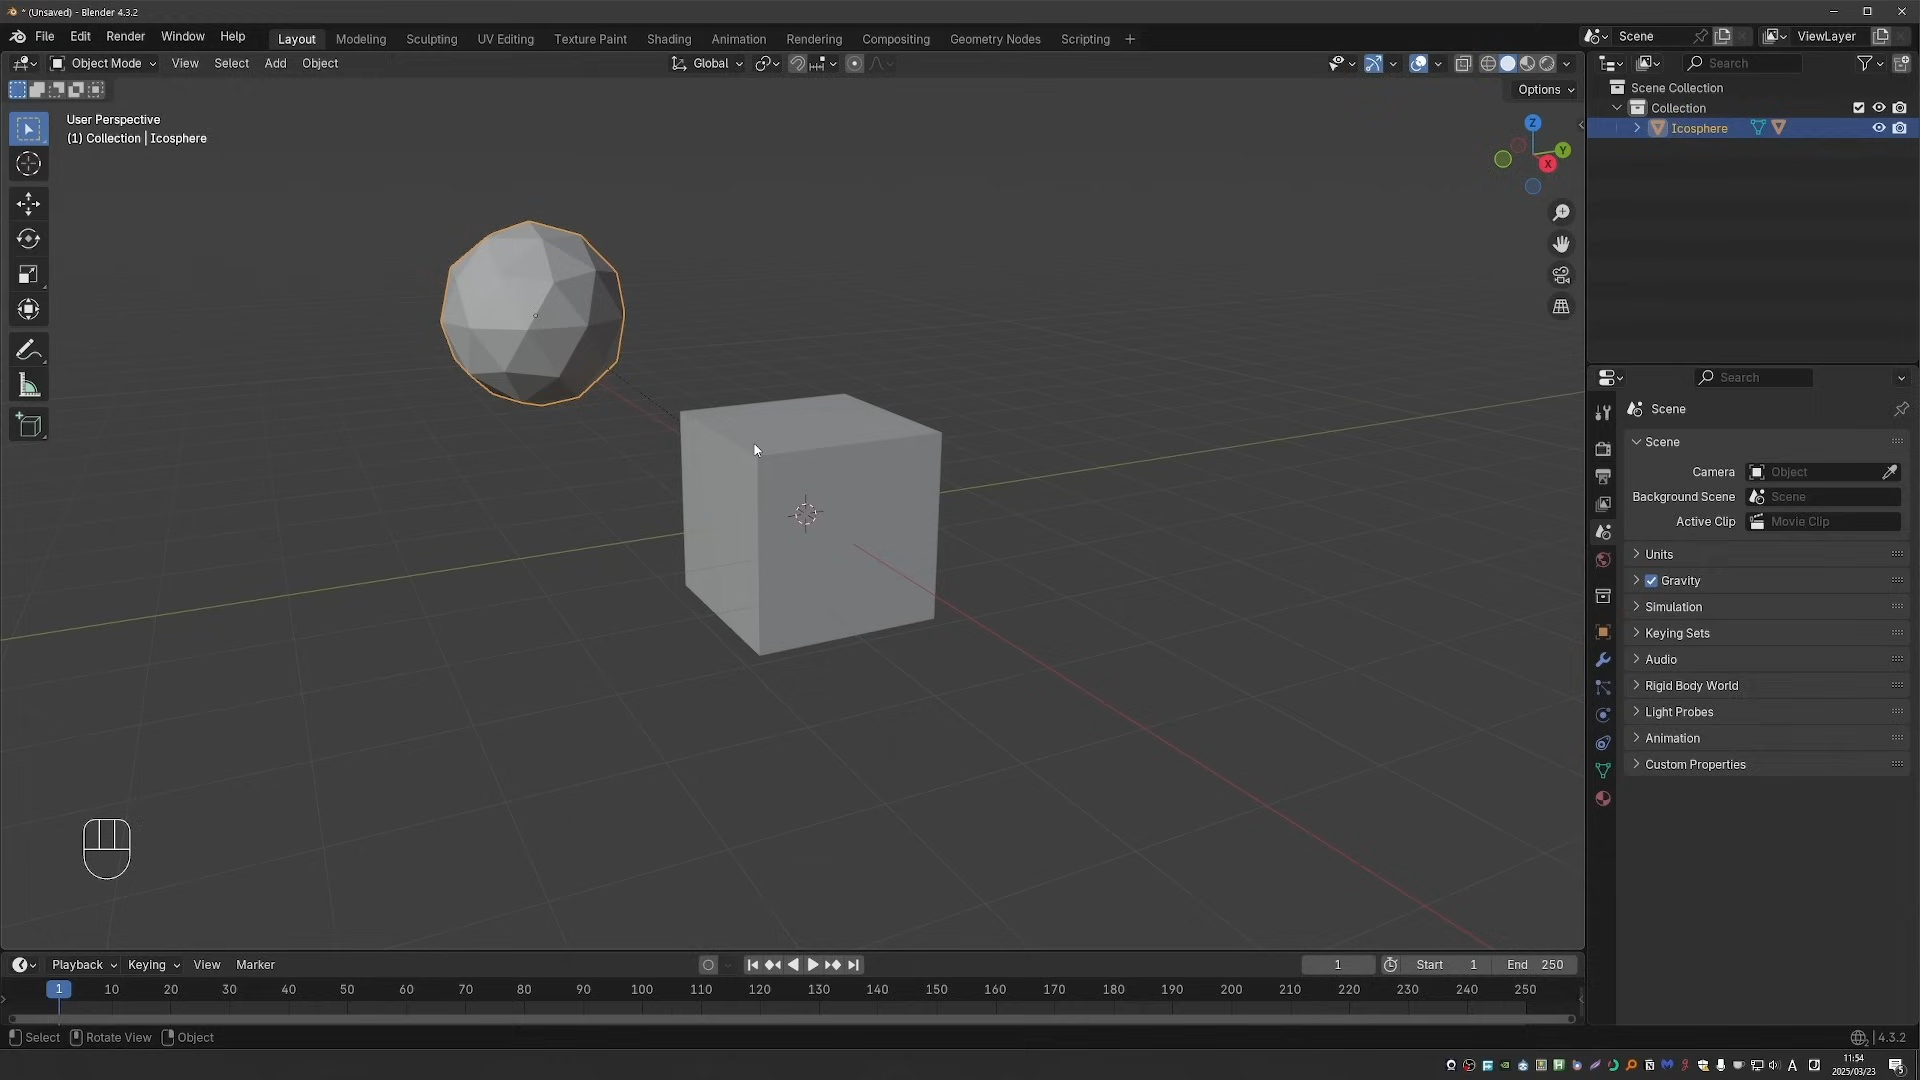 * (Unsaved) - Blender 4.3.2
File Edit Render Window Help Layout Modeling Sculpting UV Editing Texture Paint Shading Animation Rendering Compositing Geometry Nodes Scripting + Scene ViewLayer
Object Mode View Select Add Object Global Search
Options
Scene Collection
Collection
Icosphere
User Perspective
(1) Collection | Icosphere
Z
Y
X
Search
Scene
Scene
Camera Object
Background Scene Scene
Active Clip Movie Clip
Units
Gravity
Simulation
Keying Sets
Audio
Rigid Body World
Light Probes
Animation
Custom Properties
Playback Keying View Marker 1 Start 1 End 250
1 10 20 30 40 50 60 70 80 90 100 110 120 130 140 150 160 170 180 190 200 210 220 230 240 250
Select Rotate View Object 4.3.2
A 11:54
2025/03/23 5